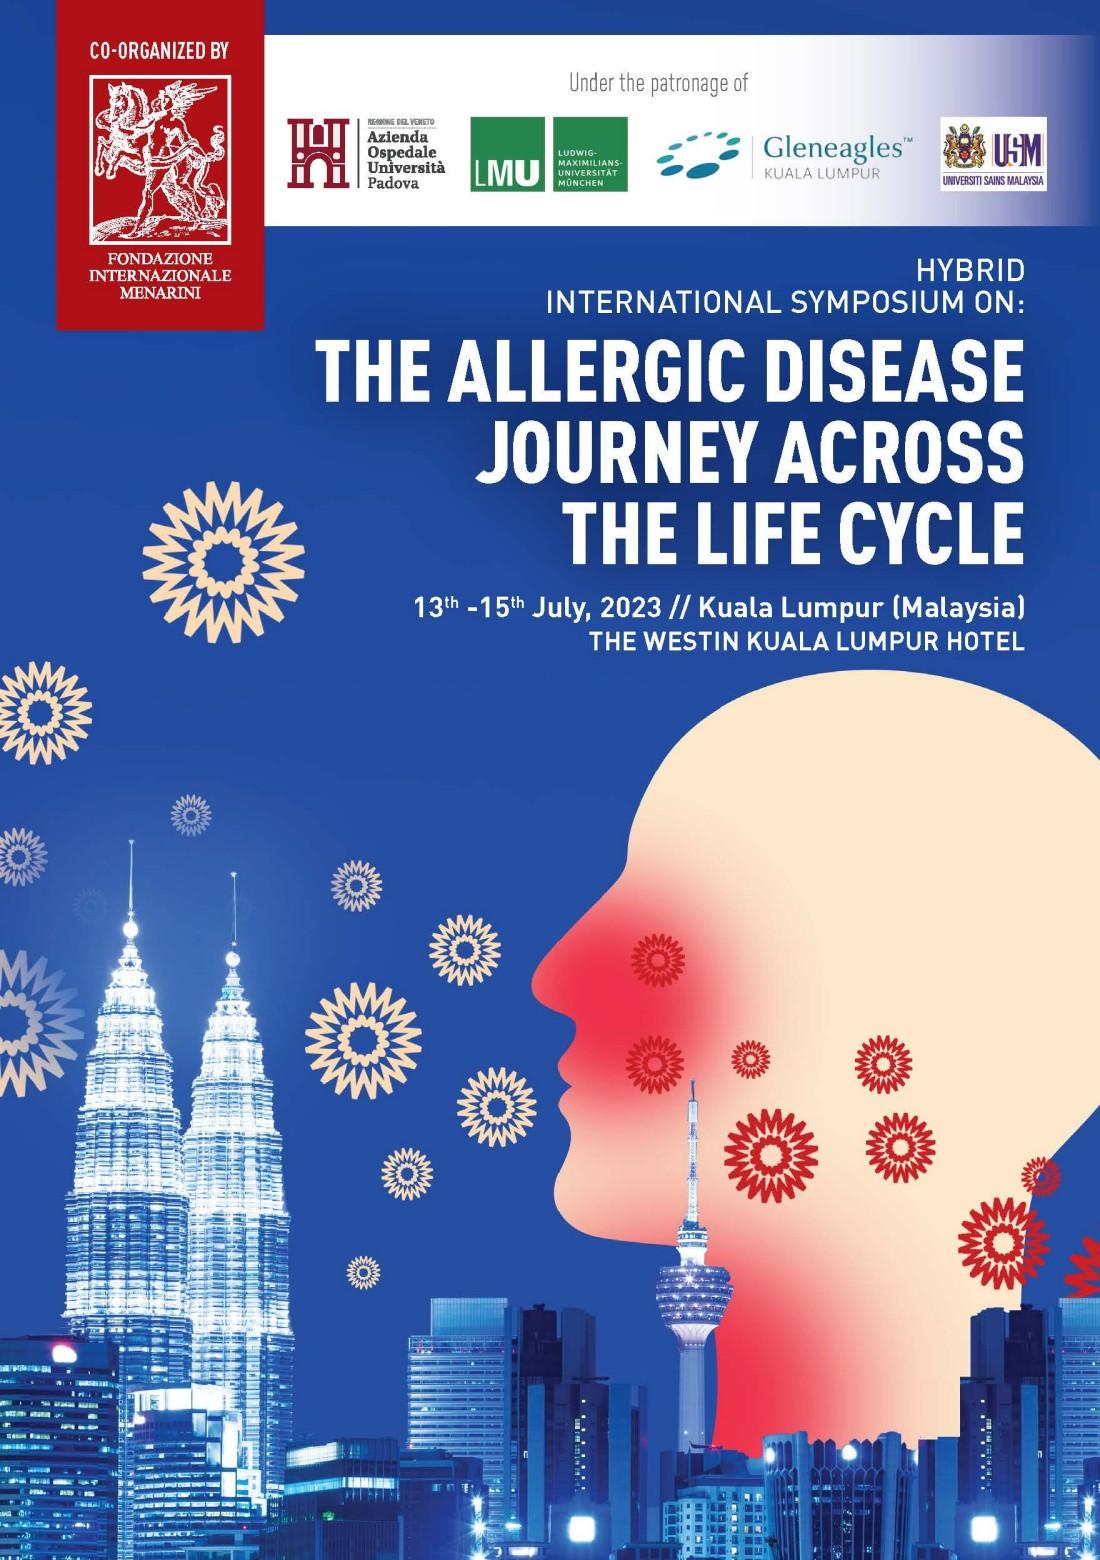 CO-ORGANIZED BY
FONDAZIONE
INTERNAZIONALE
MENARINI
Under the patronage of
REGIONE DEL VENETO
Azienda
Ospedale
Università
Padova
LMU
LUDWIG-
MAXIMILIANS-
UNIVERSITÄT
MÜNCHEN
Gleneagles™
KUALA LUMPUR
USM
UNIVERSITI SAINS MALAYSIA
HYBRID
INTERNATIONAL SYMPOSIUM ON:
THE ALLERGIC DISEASE
JOURNEY ACROSS
THE LIFE CYCLE
13th -15th July, 2023 // Kuala Lumpur (Malaysia)
THE WESTIN KUALA LUMPUR HOTEL